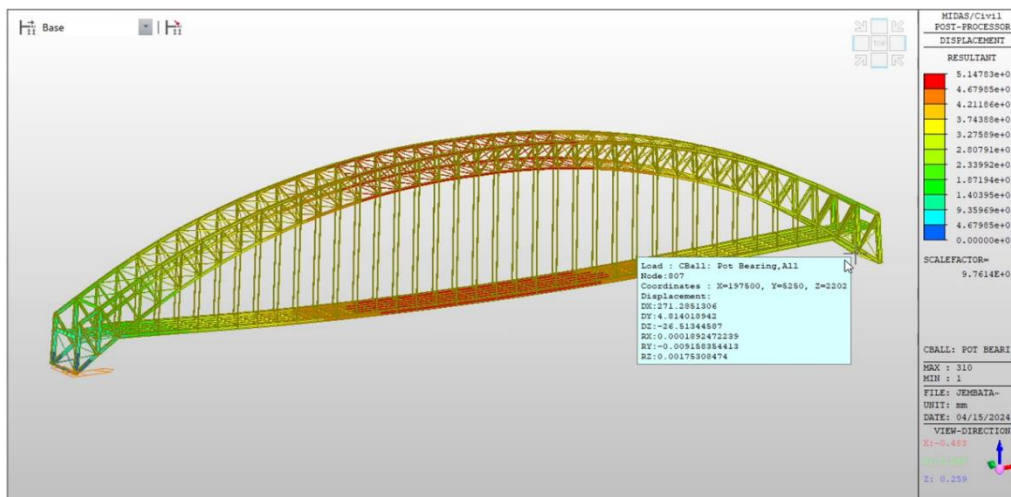 Base
TOP
Load : CBall: Pot Bearing,All
Node:807
Coordinates : X=197500, Y=5250, Z=2202
Displacement:
DX:271.2851306
DY:4.814018942
DZ:-26.51344587
RX:0.0001892472239
RY:-0.009158354413
RZ:0.00175308474
MIDAS/Civil
POST-PROCESSOR
DISPLACEMENT
RESULTANT
5.14783e+0
4.67985e+0
4.21186e+0
3.74388e+0
3.27589e+0
2.80791e+0
2.33992e+0
1.87194e+0
1.40395e+0
9.35969e+0
4.67985e+0
0.00000e+0
SCALEFACTOR=
9.7614E+0
CBALL: POT BEARI
MAX : 310
MIN : 1
FILE: JEMBATA~
UNIT: mm
DATE: 04/15/2024
VIEW-DIRECTION
X:-0.483
Z: 0.259